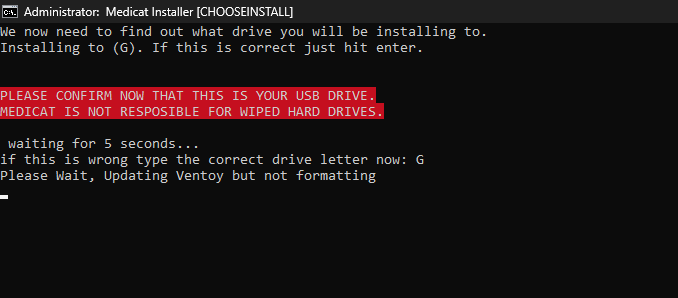 Administrator: Medicat Installer [CHOOSEINSTALL]
We now need to find out what drive you will be installing to.
Installing to (G). If this is correct just hit enter.
PLEASE CONFIRM NOW THAT THIS IS YOUR USB DRIVE.
MEDICAT IS NOT RESPOSIBLE FOR WIPED HARD DRIVES.
waiting for 5 seconds...
if this is wrong type the correct drive letter now: G
Please Wait, Updating Ventoy but not formatting